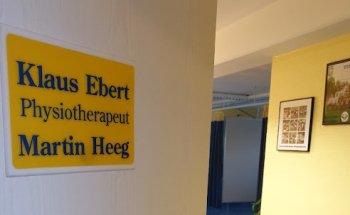 Klaus Ebert
Physiotherapeut
Martin Heeg